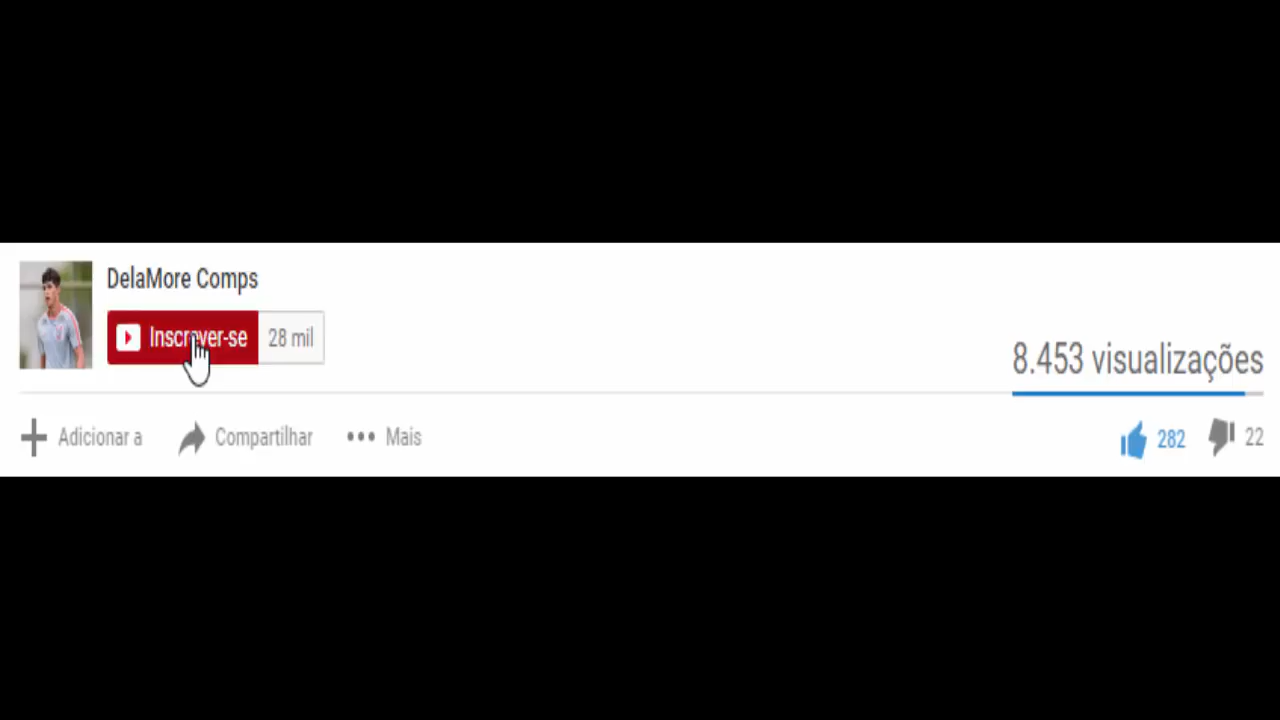 DelaMore Comps
Inscrever-se 28 mil
8.453 visualizações
Adicionar a Compartilhar Mais 282 22